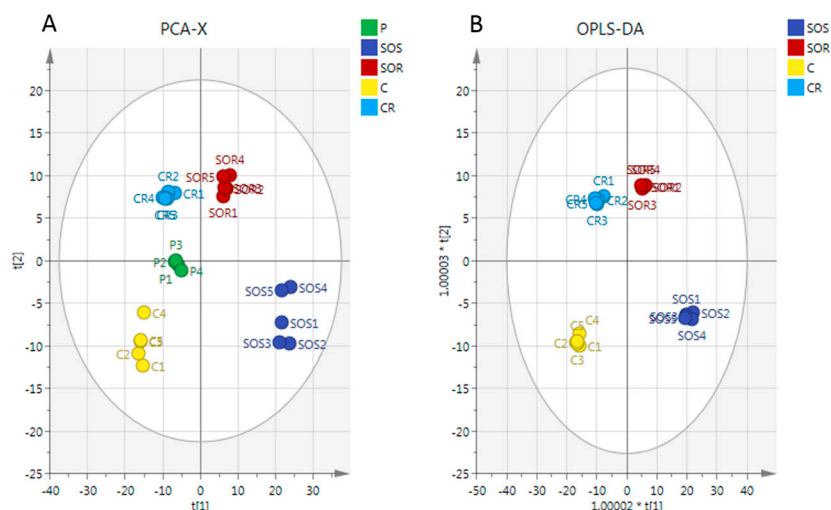 A
PCA-X
P
SOS
SOR
C
CR
t[2]
20
15
10
5
0
-5
-10
-15
-20
-25
-40
-30
-20
-10
0
10
20
30
t[1]
SOR4
SOR5
SOR2
SOR1
CR2
CR4
CR1
P3
P2
P4
P1
SOS5
SOS4
SOS1
SOS3
SOS2
C4
C2
C1
B
OPLS-DA
SOS
SOR
C
CR
1.00003 * t[2]
20
15
10
5
0
-5
-10
-15
-20
-25
-50
-40
-30
-20
-10
0
10
20
30
40
50
1.00002 * t[1]
SOR3
CR1
CR4
CR2
CR3
SOS1
SOS2
SOS4
C4
C2
C1
C3